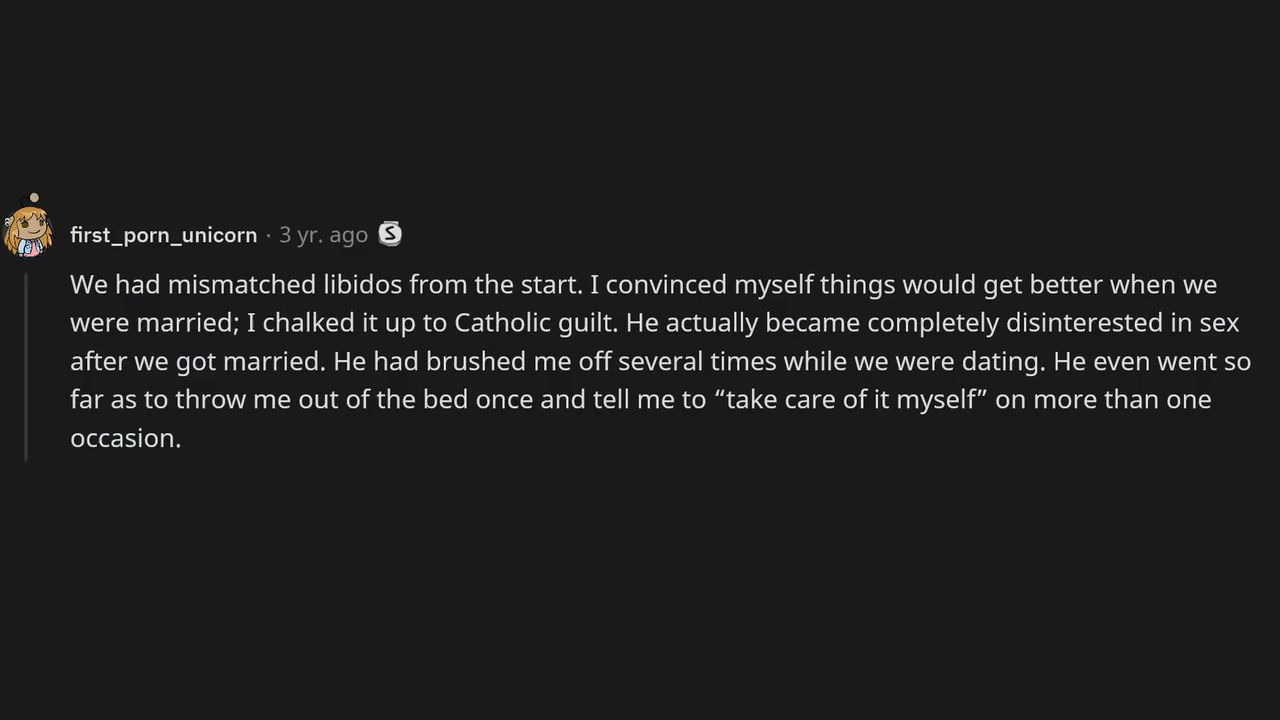 first_porn_unicorn · 3 yr. ago
We had mismatched libidos from the start. I convinced myself things would get better when we
were married; I chalked it up to Catholic guilt. He actually became completely disinterested in sex
after we got married. He had brushed me off several times while we were dating. He even went so
far as to throw me out of the bed once and tell me to “take care of it myself” on more than one
occasion.